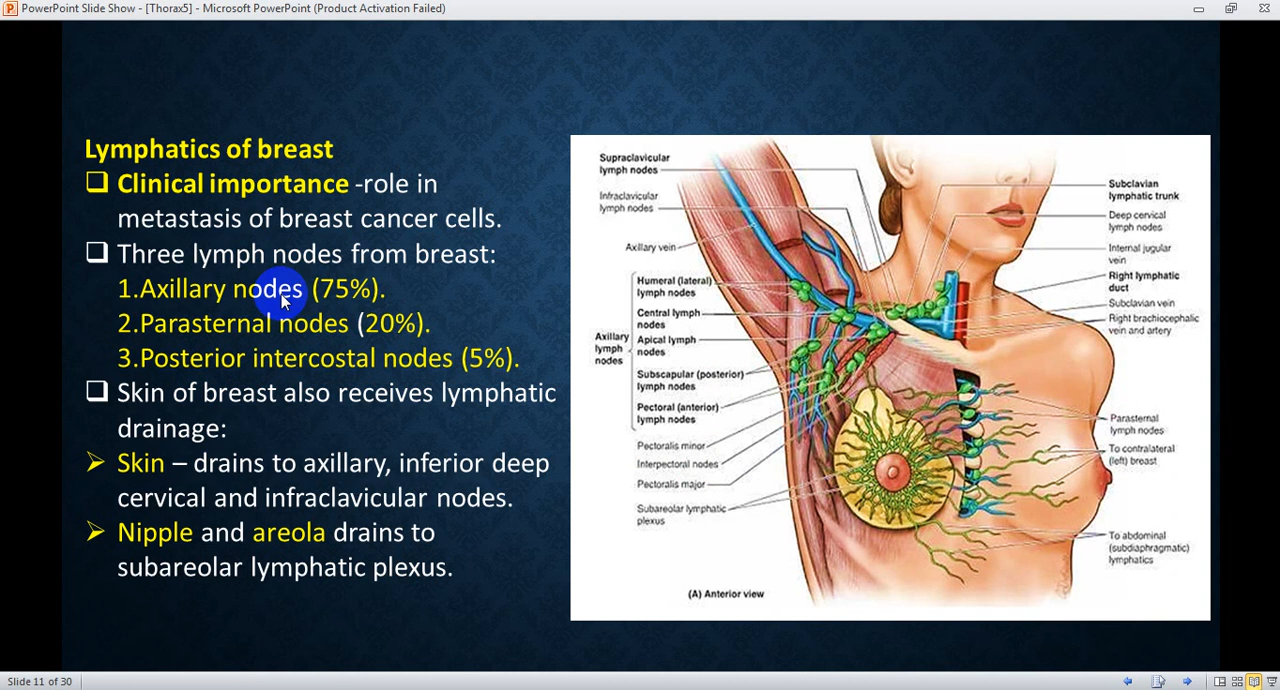 PowerPoint Slide Show - [Thorax5] - Microsoft PowerPoint (Product Activation Failed)
Lymphatics of breast
Clinical importance -role in
metastasis of breast cancer cells.
Three lymph nodes from breast:
1.Axillary nodes (75%).
2.Parasternal nodes (20%).
3.Posterior intercostal nodes (5%).
Skin of breast also receives lymphatic
drainage:
Skin – drains to axillary, inferior deep
cervical and infraclavicular nodes.
Nipple and areola drains to
subareolar lymphatic plexus.
Supraclavicular
lymph nodes
Infraclavicular
lymph nodes
Axillary vein
Humeral (lateral)
lymph nodes
Central lymph
nodes
Axillary
lymph
nodes
Apical lymph
nodes
Subscapular (posterior)
lymph nodes
Pectoral (anterior)
lymph nodes
Pectoralis minor
Interpectoral nodes
Pectoralis major
Subareolar lymphatic
plexus
Subclavian
lymphatic trunk
Deep cervical
lymph nodes
Internal jugular
vein
Right lymphatic
duct
Subclavian vein
Right brachiocephalic
vein and artery
Parasternal
lymph nodes
To contralateral
(left) breast
To abdominal
(subdiaphragmatic)
lymphatics
(A) Anterior view
Slide 11 of 30